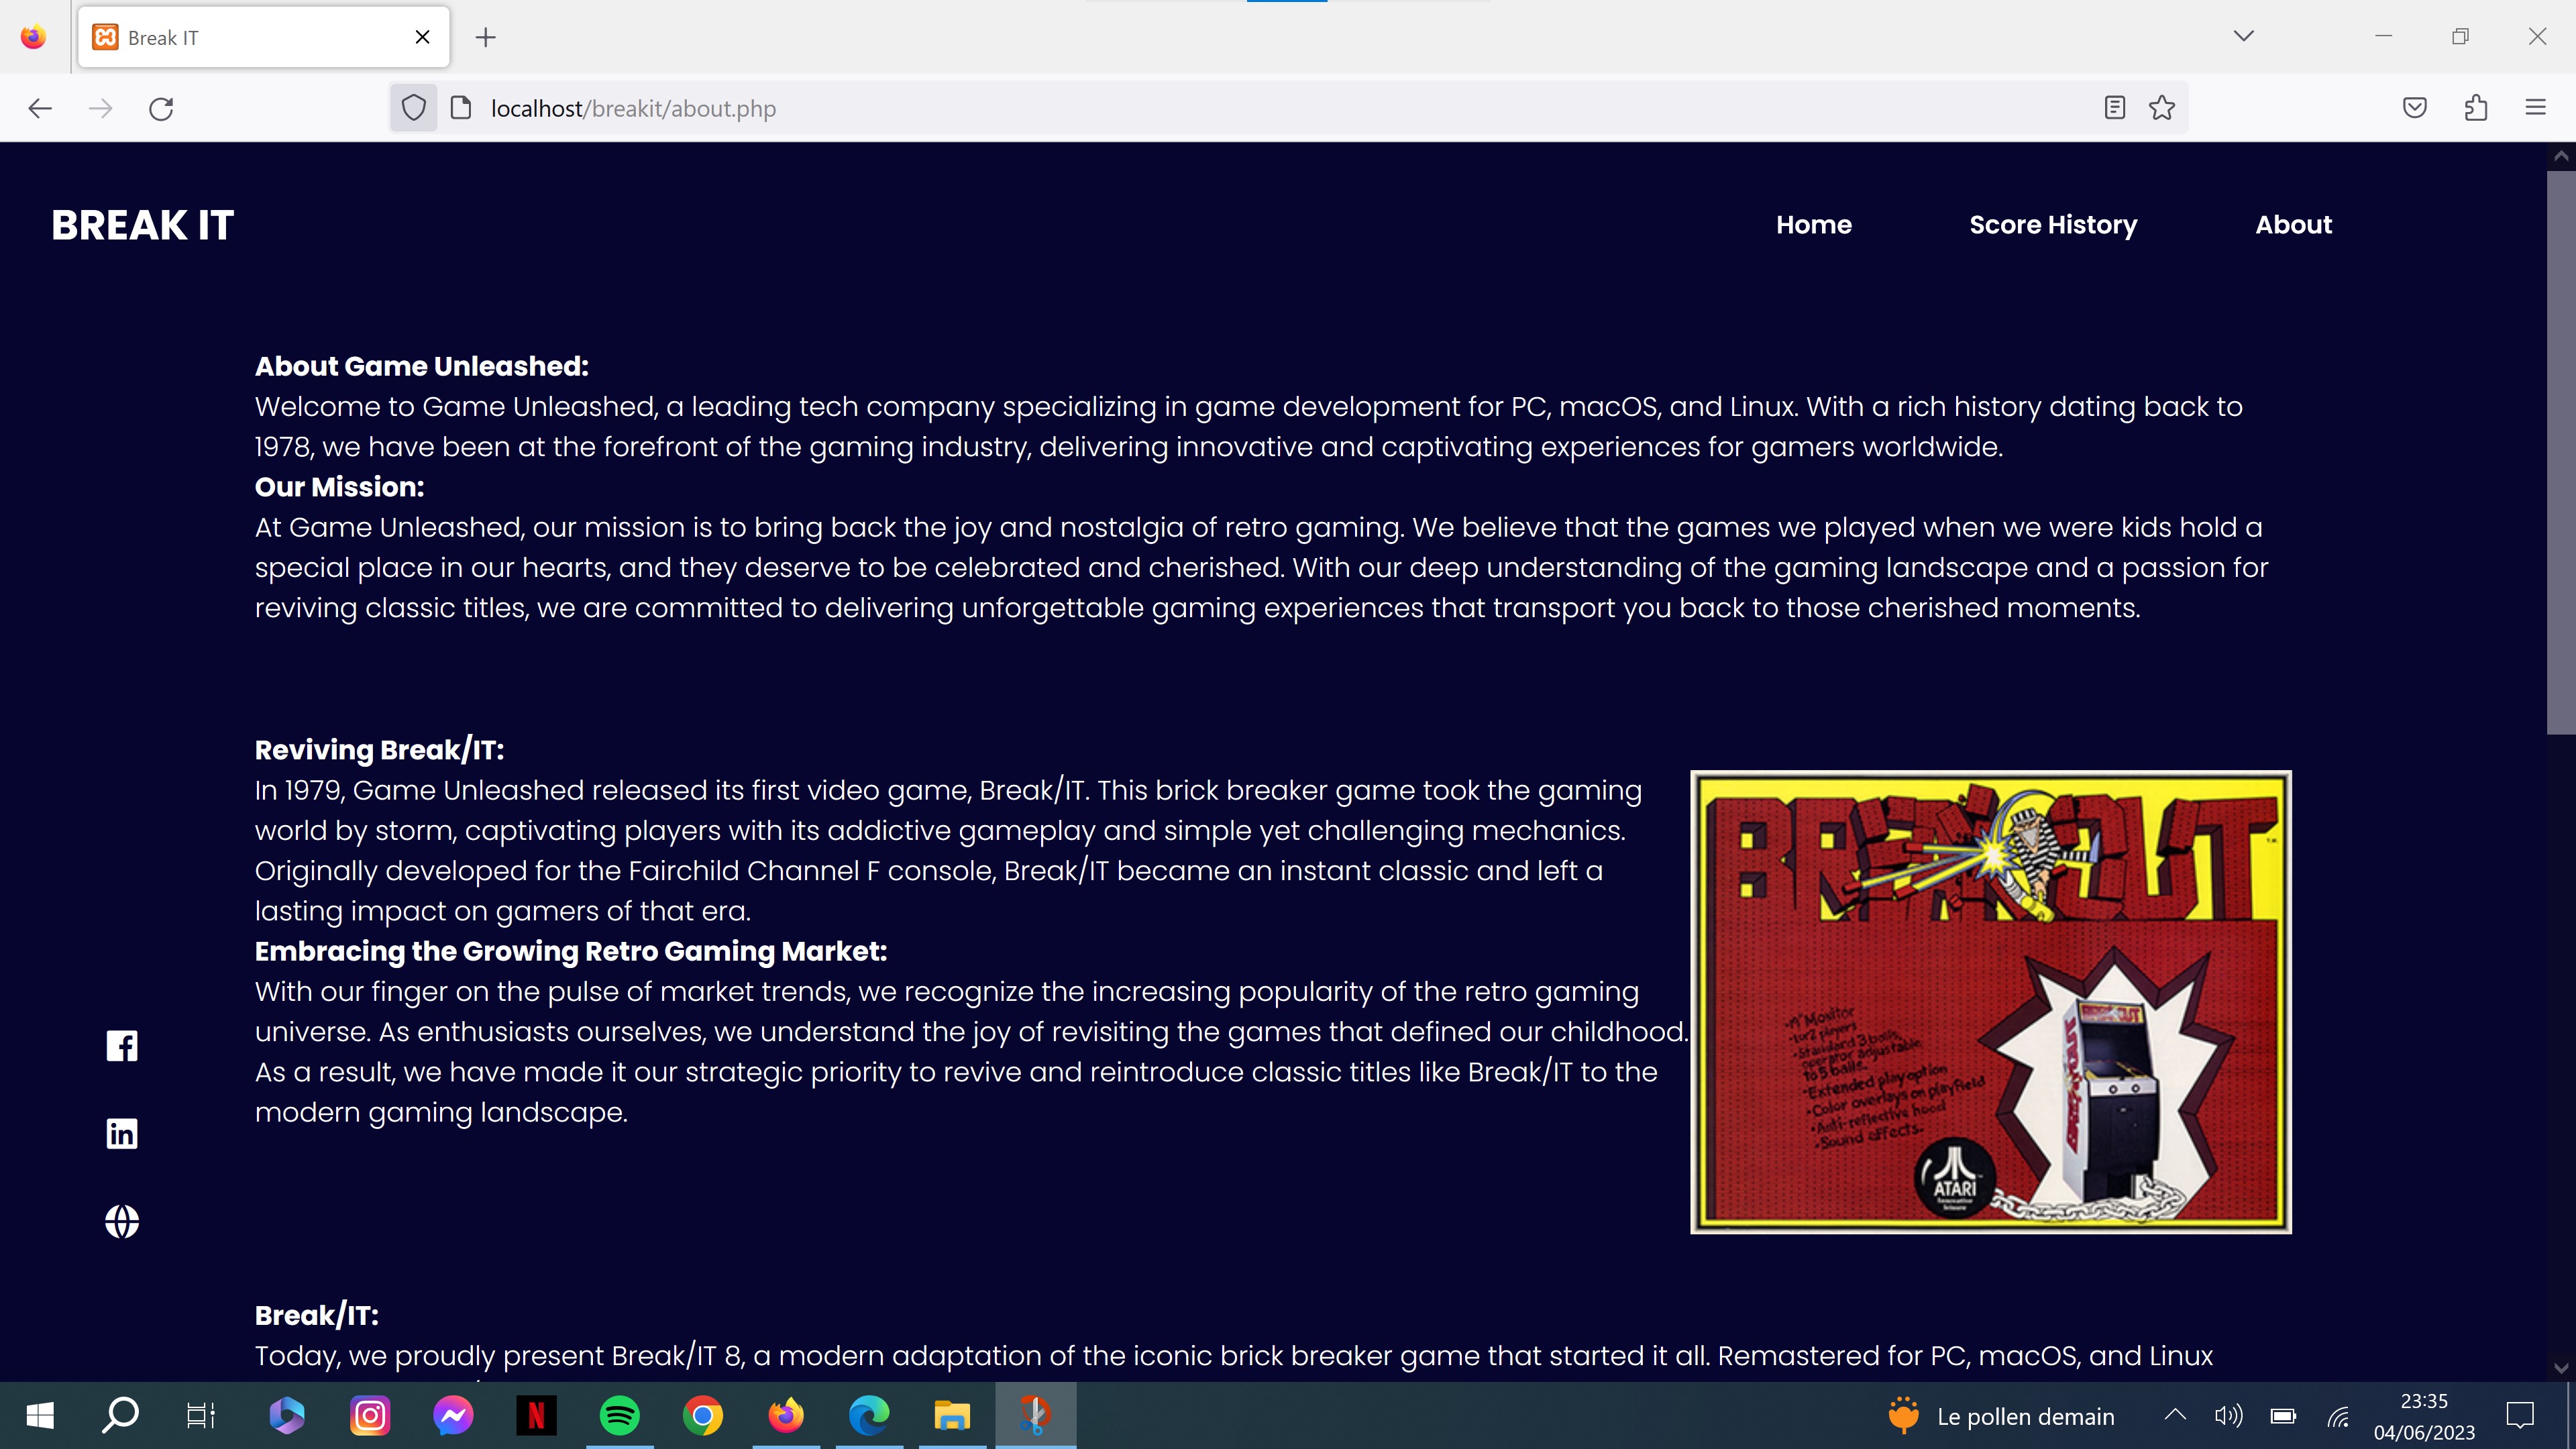 Break IT
localhost/breakit/about.php
BREAK IT
Home
Score History
About
About Game Unleashed:
Welcome to Game Unleashed, a leading tech company specializing in game development for PC, macOS, and Linux. With a rich history dating back to
1978, we have been at the forefront of the gaming industry, delivering innovative and captivating experiences for gamers worldwide.
Our Mission:
At Game Unleashed, our mission is to bring back the joy and nostalgia of retro gaming. We believe that the games we played when we were kids hold a
special place in our hearts, and they deserve to be celebrated and cherished. With our deep understanding of the gaming landscape and a passion for
reviving classic titles, we are committed to delivering unforgettable gaming experiences that transport you back to those cherished moments.
Reviving Break/IT:
In 1979, Game Unleashed released its first video game, Break/IT. This brick breaker game took the gaming
world by storm, captivating players with its addictive gameplay and simple yet challenging mechanics.
Originally developed for the Fairchild Channel F console, Break/IT became an instant classic and left a
lasting impact on gamers of that era.
Embracing the Growing Retro Gaming Market:
With our finger on the pulse of market trends, we recognize the increasing popularity of the retro gaming
universe. As enthusiasts ourselves, we understand the joy of revisiting the games that defined our childhood.
As a result, we have made it our strategic priority to revive and reintroduce classic titles like Break/IT to the
modern gaming landscape.
BREAKOUT
-19" Monitor
-1 or 2 players
-Standard 3 balls,
operator adjustable
to 5 balls.
-Extended play option
-Color overlays on playfield
-Anti-reflective hood
-Sound effects.
BREAKOUT
BREAKOUT
ATARI
Innovative
leisure
Break/IT:
Today, we proudly present Break/IT 8, a modern adaptation of the iconic brick breaker game that started it all. Remastered for PC, macOS, and Linux
Le pollen demain
23:35
04/06/2023